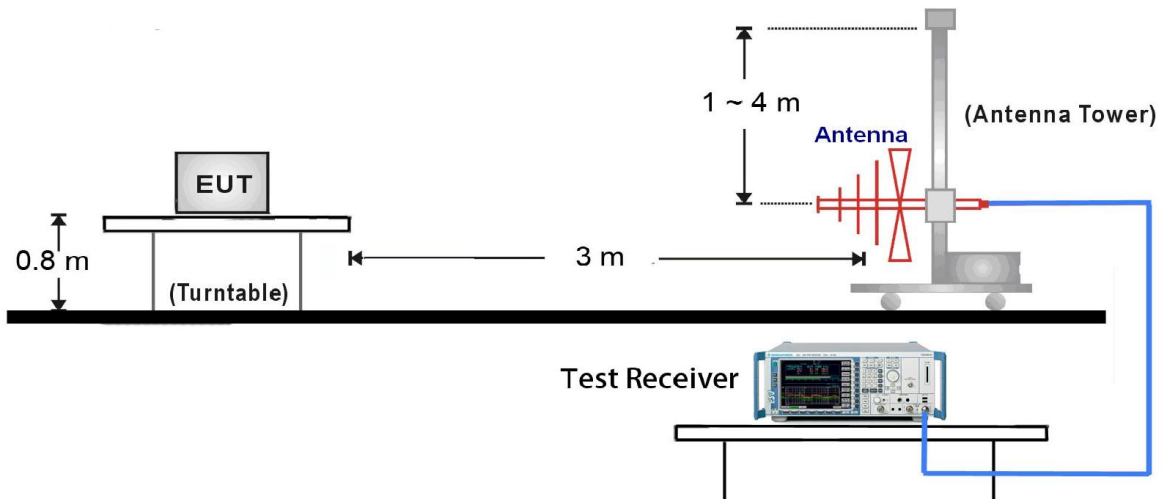 1 ~ 4 m
(Antenna Tower)
Antenna
EUT
0.8 m
3 m
(Turntable)
Test Receiver